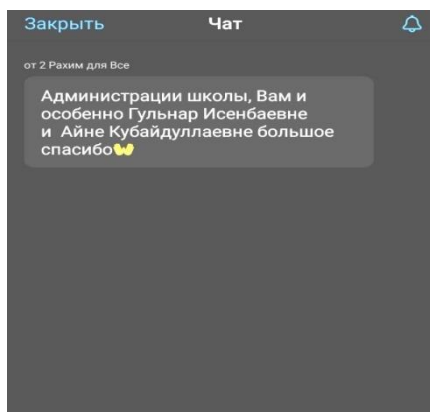 Закрыть Чат
от 2 Рахим для Все
Администрации школы, Вам и
особенно Гульнар Исенбаевне
и Айне Кубайдуллаевне большое
спасибо